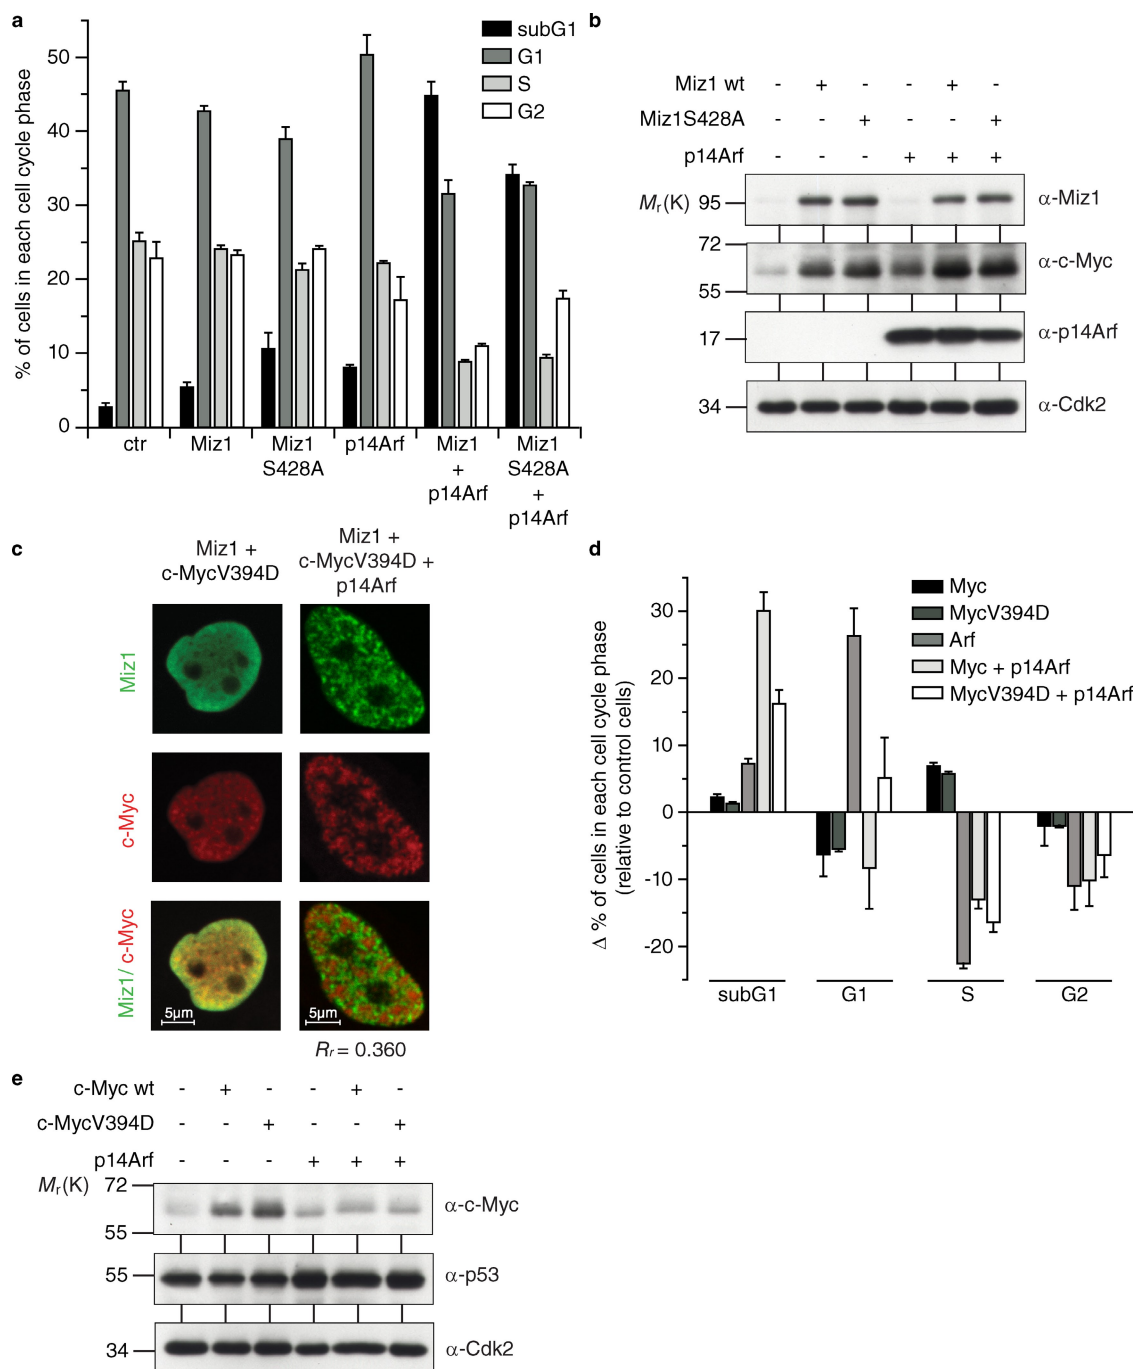 a
% of cells in each cell cycle phase
50
40
30
20
10
0
subG1
G1
S
G2
ctr
Miz1
Miz1
S428A
p14Arf
Miz1
+
p14Arf
Miz1
S428A
+
p14Arf
b
Miz1 wt - + - - + -
Miz1S428A - - + - - +
p14Arf - - - + + +
Mr(K) 95 α-Miz1
72
α-c-Myc
55
17 α-p14Arf
34 α-Cdk2
c
Miz1 +
c-MycV394D
Miz1 +
c-MycV394D +
p14Arf
Miz1
c-Myc
Miz1/ c-Myc
5µm
5µm
Rr = 0.360
d
Δ % of cells in each cell cycle phase
(relative to control cells)
30
20
10
0
-10
-20
Myc
MycV394D
Arf
Myc + p14Arf
MycV394D + p14Arf
subG1
G1
S
G2
e
c-Myc wt - + - - + -
c-MycV394D - - + - - +
p14Arf - - - + + +
Mr(K) 72
α-c-Myc
55
55 α-p53
34 α-Cdk2